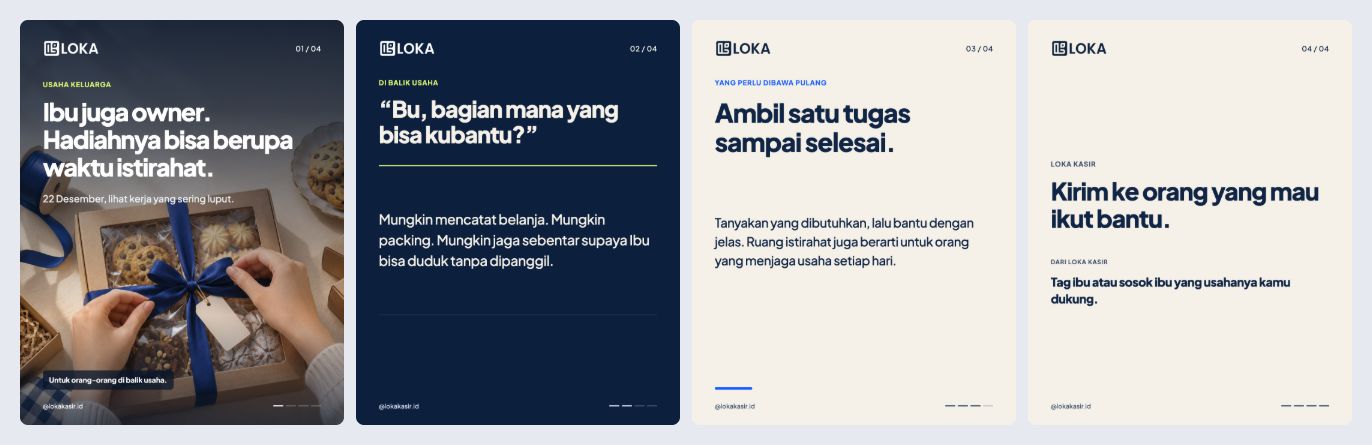 LOKA
01 / 04
USAHA KELUARGA
Ibu juga owner.
Hadiahnya bisa berupa
waktu istirahat.
22 Desember, lihat kerja yang sering luput.
Untuk orang-orang di balik usaha.
@lokakasir.id
LOKA
02 / 04
DI BALIK USAHA
“Bu, bagian mana yang
bisa kubantu?”
Mungkin mencatat belanja. Mungkin
packing. Mungkin jaga sebentar supaya Ibu
bisa duduk tanpa dipanggil.
@lokakasir.id
LOKA
03 / 04
YANG PERLU DIBAWA PULANG
Ambil satu tugas
sampai selesai.
Tanyakan yang dibutuhkan, lalu bantu dengan
jelas. Ruang istirahat juga berarti untuk orang
yang menjaga usaha setiap hari.
@lokakasir.id
LOKA
04 / 04
LOKA KASIR
Kirim ke orang yang mau
ikut bantu.
DARI LOKA KASIR
Tag ibu atau sosok ibu yang usahanya kamu
dukung.
@lokakasir.id